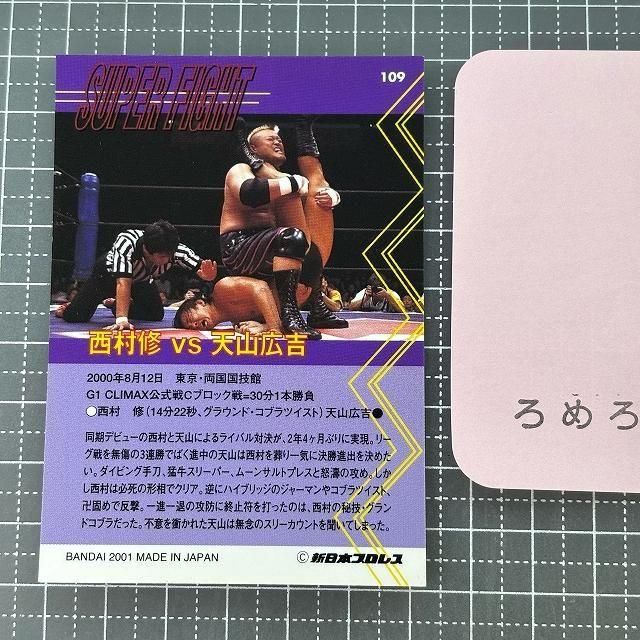 SUPER FIGHT
109
西村修 vs 天山広吉
2000年8月12日 東京・両国国技館
G1 CLIMAX公式戦Cブロック戦=30分1本勝負
○西村 修(14分22秒、グラウンド・コブラツイスト)天山広吉●
同期デビューの西村と天山によるライバル対決が、2年4ヶ月ぶりに実現。リー
グ戦を無傷の3連勝でばく進中の天山は西村を葬り一気に決勝進出を決め
たい。ダイビング手刀、猛牛スリーパー、ムーンサルトプレスと怒濤の攻め。しか
し西村は必死の形相でクリア。逆にハイブリッジのジャーマンやコブラツイスト、
卍固めで反撃。一進一退の攻防に終止符を打ったのは、西村の秘技・グラン
ドコブラだった。不意を衝かれた天山は無念のスリーカウントを聞いてしまった。
BANDAI 2001 MADE IN JAPAN
©新日本プロレス
ろめろ